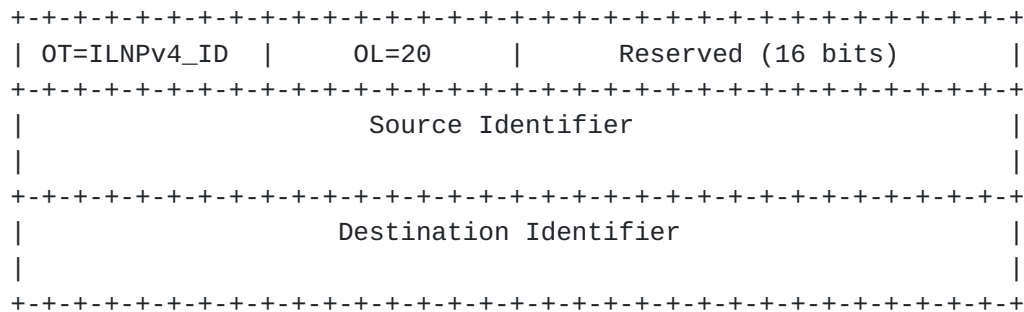 +-+-+-+-+-+-+-+-+-+-+-+-+-+-+-+-+-+-+-+-+-+-+-+-+-+-+-+-+-+-+-+-+
| OT=ILNPv4_ID  |     OL=20     |      Reserved (16 bits)       |
+-+-+-+-+-+-+-+-+-+-+-+-+-+-+-+-+-+-+-+-+-+-+-+-+-+-+-+-+-+-+-+-+
|                      Source Identifier                        |
|                                                               |
+-+-+-+-+-+-+-+-+-+-+-+-+-+-+-+-+-+-+-+-+-+-+-+-+-+-+-+-+-+-+-+-+
|                    Destination Identifier                     |
|                                                               |
+-+-+-+-+-+-+-+-+-+-+-+-+-+-+-+-+-+-+-+-+-+-+-+-+-+-+-+-+-+-+-+-+